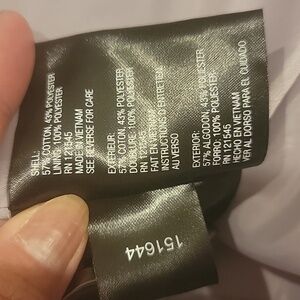 SHELL:
57% COTTON, 43% POLYESTER
LINING: 100% POLYESTER
RN 121545
MADE IN VIETNAM
SEE REVERSE FOR CARE
EXTERIEUR:
57% COTON, 43% POLYESTER
DOUBLURE: 100% POLYESTER
RN 121545
FAIT EN VIETNAM
INSTRUCTIONS D'ENTRETIEN
AU VERSO
EXTERIOR:
57% ALGODON, 43% POLIESTER
FORRO: 100% POLIESTER
RN 121545
HECHO EN VIETNAM
VER AL DORSO PARA EL CUIDADO
151644